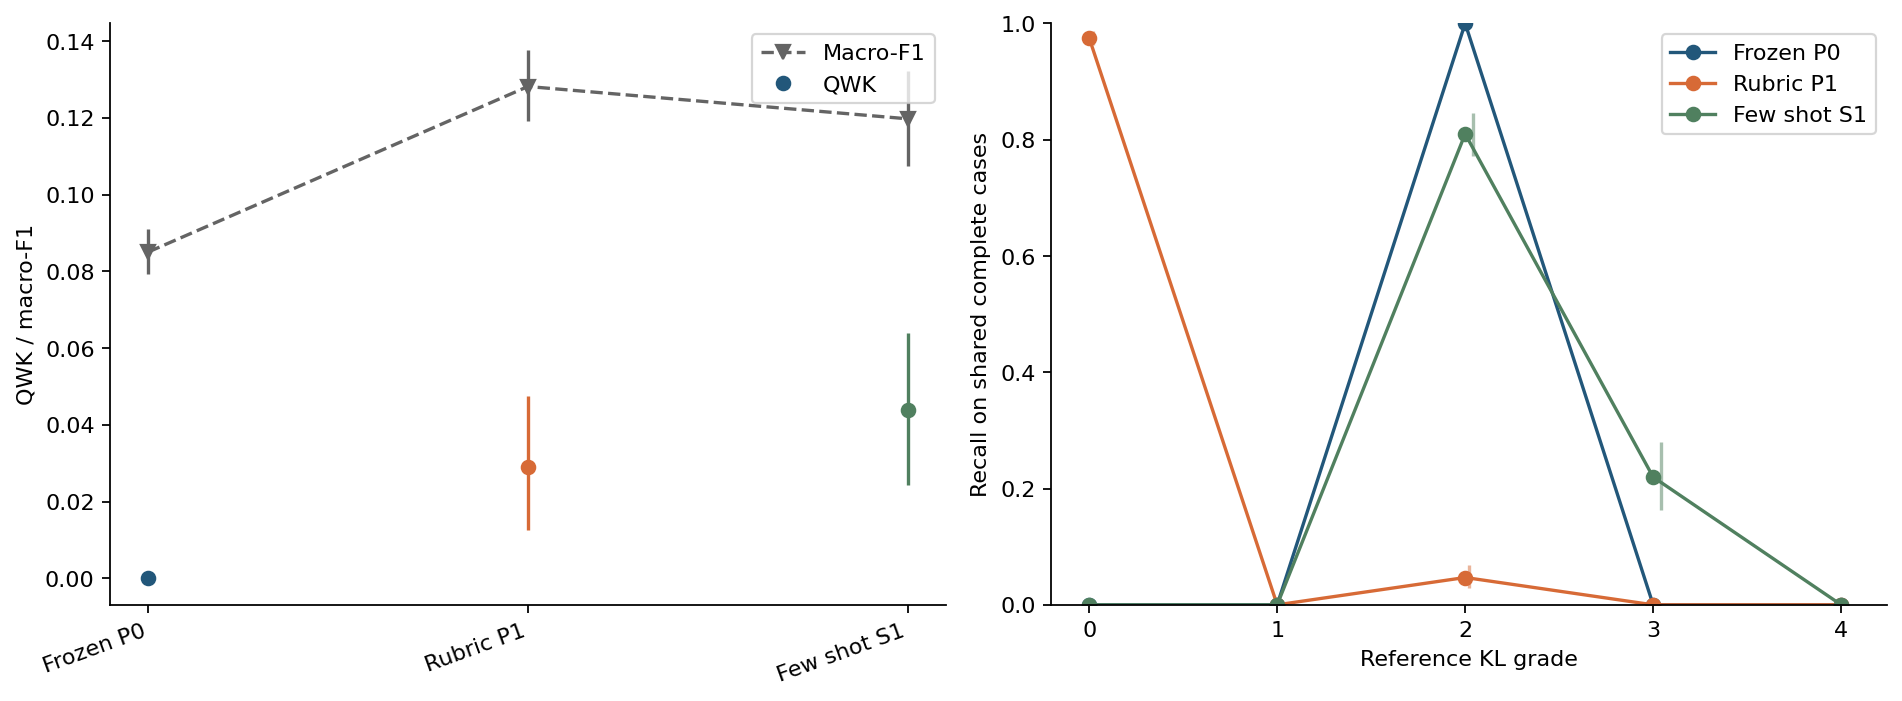 0.14
0.12
0.10
0.08
0.06
0.04
0.02
0.00
QWK / macro-F1
Macro-F1
QWK
Frozen P0
Rubric P1
Few shot S1
1.0
0.8
0.6
0.4
0.2
0.0
Recall on shared complete cases
Frozen P0
Rubric P1
Few shot S1
0
1
2
3
4
Reference KL grade